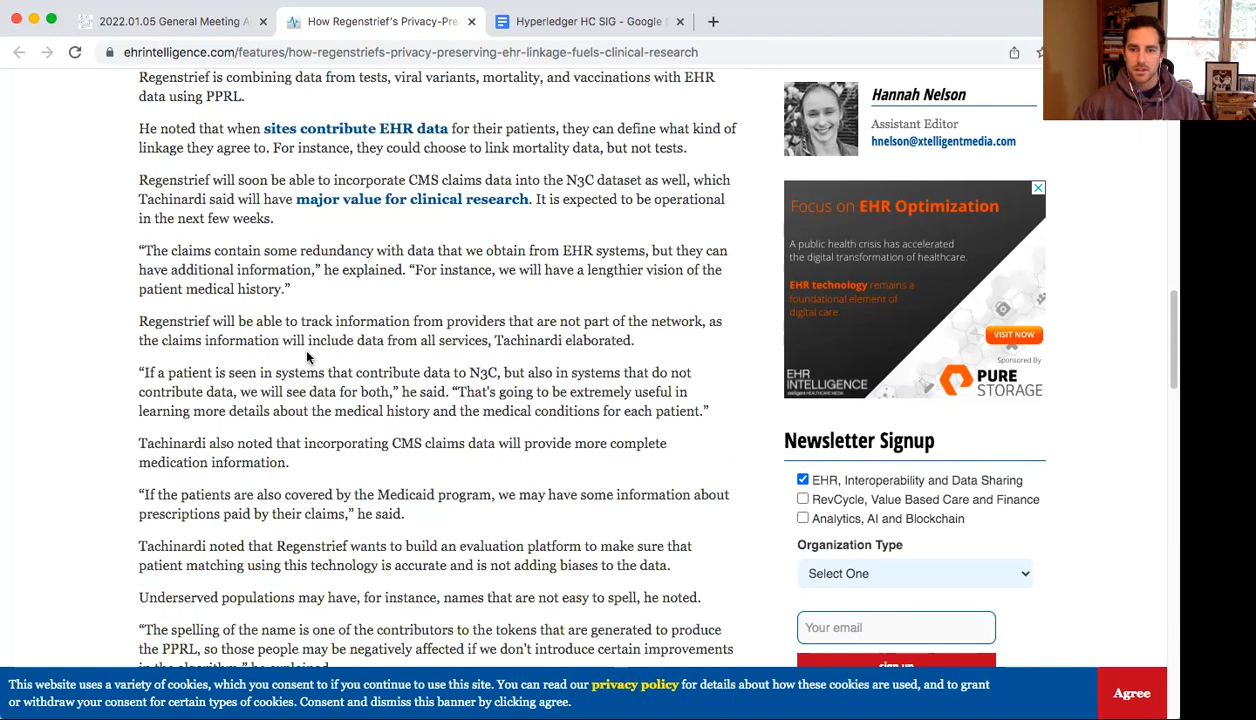 2022.01.05 General Meeting A
How Regenstrief's Privacy-Pre
Hyperledger HC SIG - Google
ehrintelligence.com/features/how-regenstriefs-privacy-preserving-ehr-linkage-fuels-clinical-research
Regenstrief is combining data from tests, viral variants, mortality, and vaccinations with EHR
data using PPRL.
He noted that when sites contribute EHR data for their patients, they can define what kind of
linkage they agree to. For instance, they could choose to link mortality data, but not tests.
Regenstrief will soon be able to incorporate CMS claims data into the N3C dataset as well, which
Tachinardi said will have major value for clinical research. It is expected to be operational
in the next few weeks.
“The claims contain some redundancy with data that we obtain from EHR systems, but they can
have additional information,” he explained. “For instance, we will have a lengthier vision of the
patient medical history.”
Regenstrief will be able to track information from providers that are not part of the network, as
the claims information will include data from all services, Tachinardi elaborated.
“If a patient is seen in systems that contribute data to N3C, but also in systems that do not
contribute data, we will see data for both,” he said. “That's going to be extremely useful in
learning more details about the medical history and the medical conditions for each patient.”
Tachinardi also noted that incorporating CMS claims data will provide more complete
medication information.
“If the patients are also covered by the Medicaid program, we may have some information about
prescriptions paid by their claims,” he said.
Tachinardi noted that Regenstrief wants to build an evaluation platform to make sure that
patient matching using this technology is accurate and is not adding biases to the data.
Underserved populations may have, for instance, names that are not easy to spell, he noted.
“The spelling of the name is one of the contributors to the tokens that are generated to produce
the PPRL, so those people may be negatively affected if we don't introduce certain improvements
in the algorithm,” he explained.
Hannah Nelson
Assistant Editor
hnelson@xtelligentmedia.com
Focus on EHR Optimization
A public health crisis has accelerated
the digital transformation of healthcare.
EHR technology remains a
foundational element of
digital care.
VISIT NOW
Sponsored By
EHR
INTELLIGENCE
PURE
STORAGE
Newsletter Signup
EHR, Interoperability and Data Sharing
RevCycle, Value Based Care and Finance
Analytics, AI and Blockchain
Organization Type
Select One
Your email
sign up
This website uses a variety of cookies, which you consent to if you continue to use this site. You can read our privacy policy for details about how these cookies are used, and to grant
or withdraw your consent for certain types of cookies. Consent and dismiss this banner by clicking agree.
Agree